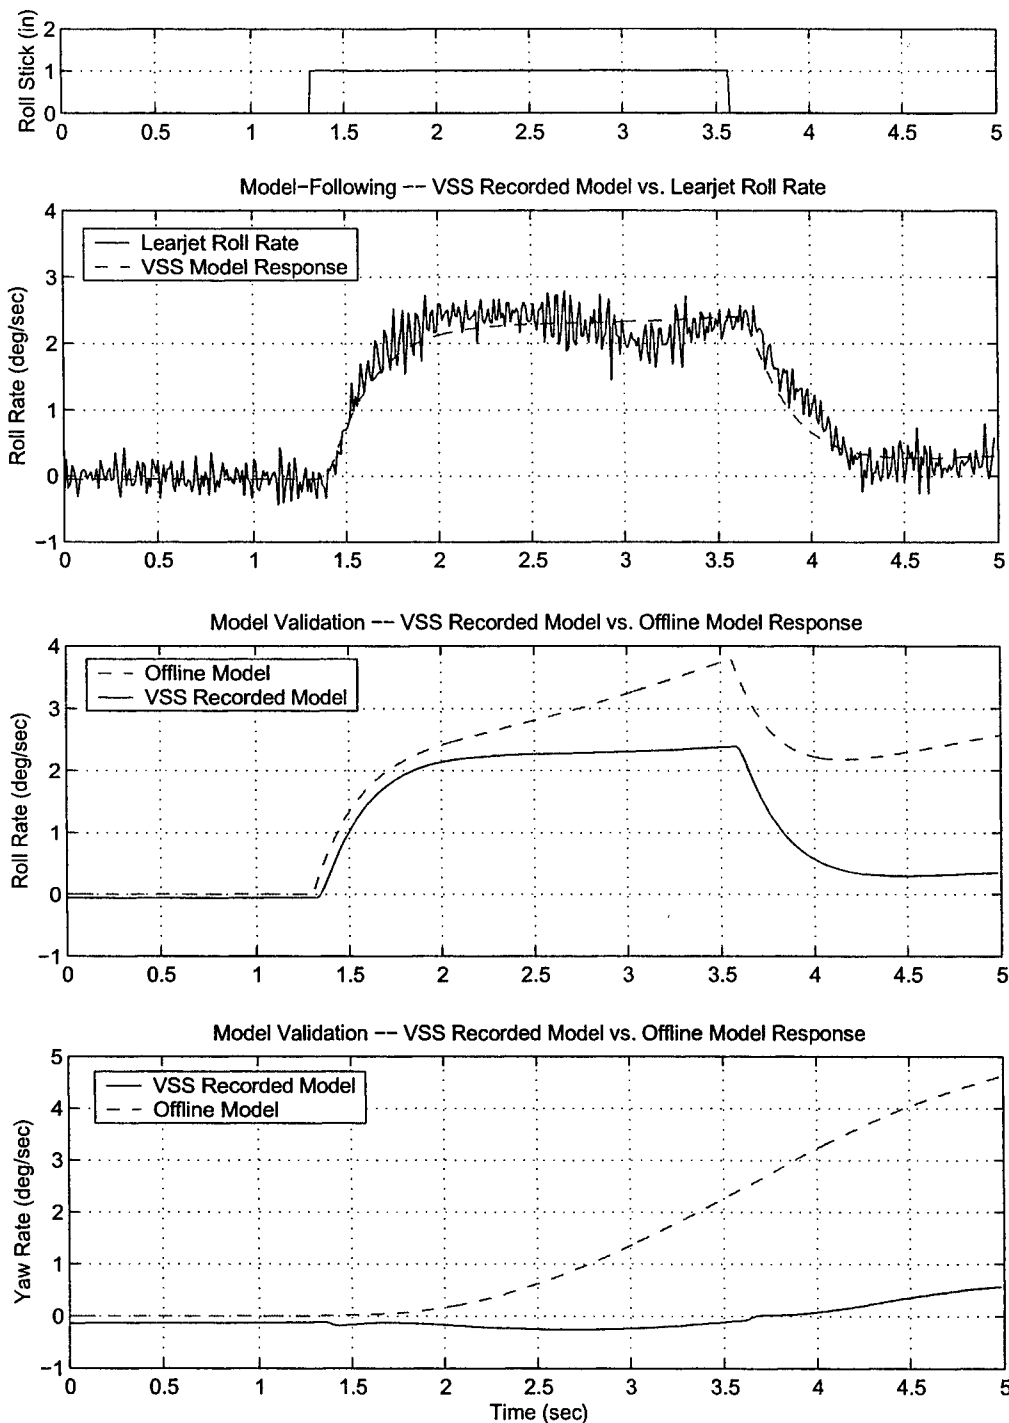 Roll Stick (in)
2
1
0
0 0.5 1 1.5 2 2.5 3 3.5 4 4.5 5
Model-Following -- VSS Recorded Model vs. Learjet Roll Rate
Roll Rate (deg/sec)
4
3
2
1
0
-1
Learjet Roll Rate
VSS Model Response
0 0.5 1 1.5 2 2.5 3 3.5 4 4.5 5
Model Validation -- VSS Recorded Model vs. Offline Model Response
Roll Rate (deg/sec)
4
3
2
1
0
-1
Offline Model
VSS Recorded Model
0 0.5 1 1.5 2 2.5 3 3.5 4 4.5 5
Model Validation -- VSS Recorded Model vs. Offline Model Response
Yaw Rate (deg/sec)
5
4
3
2
1
0
-1
VSS Recorded Model
Offline Model
0 0.5 1 1.5 2 2.5 3 3.5 4 4.5 5
Time (sec)